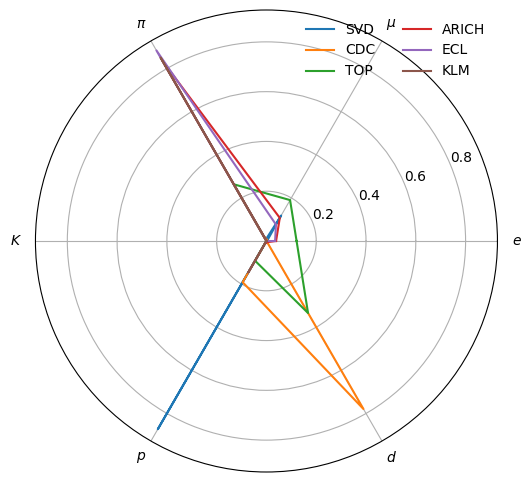 π
μ
SVD ARICH
CDC ECL
TOP KLM
0.8
0.6
0.4
0.2
K e
p d